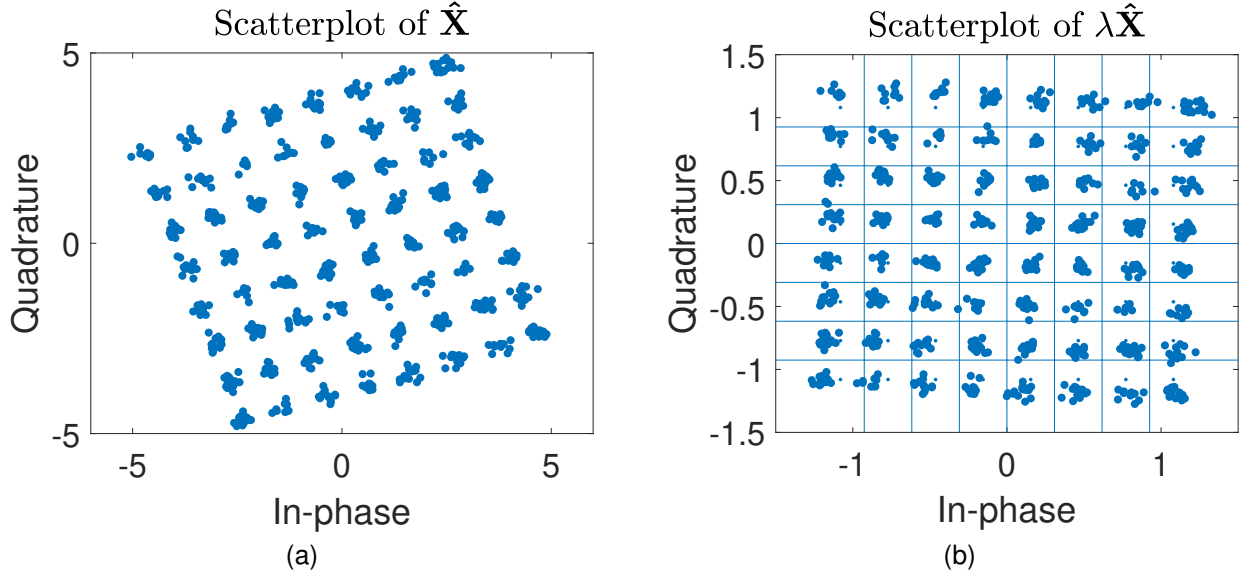 Scatterplot of X̂
5
0
-5
-5 0 5
Quadrature
In-phase
(a)
Scatterplot of λX̂
1.5
1
0.5
0
-0.5
-1
-1.5
-1 0 1
Quadrature
In-phase
(b)